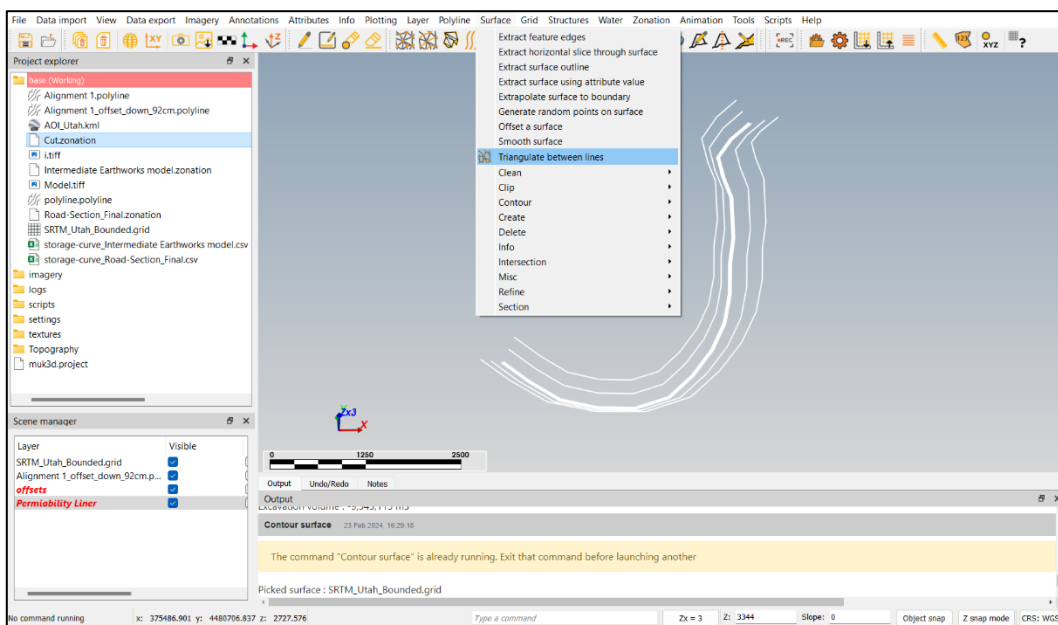 File Data import View Data export Imagery Annotations Attributes Info Plotting Layer Polyline Surface Grid Structures Water Zonation Animation Tools Scripts Help
Project explorer
base (Working)
Alignment 1.polyline
Alignment 1_offset_down_92cm.polyline
AOI_Utah.kml
Cut.zonation
i.tiff
Intermediate Earthworks model.zonation
Model.tiff
polyline.polyline
Road-Section_Final.zonation
SRTM_Utah_Bounded.grid
storage-curve_Intermediate Earthworks model.csv
storage-curve_Road-Section_Final.csv
imagery
logs
scripts
settings
textures
Topography
muk3d.project
Extract feature edges
Extract horizontal slice through surface
Extract surface outline
Extract surface using attribute value
Extrapolate surface to boundary
Generate random points on surface
Offset a surface
Smooth surface
Triangulate between lines
Clean
Clip
Contour
Create
Delete
Info
Intersection
Misc
Refine
Section
Scene manager
Layer Visible
SRTM_Utah_Bounded.grid
Alignment 1_offset_down_92cm.p...
offsets
Permiability Liner
Zx3
X
0 1250 2500
Output Undo/Redo Notes
Output
Contour surface 23 Feb 2024, 16:29:18
The command "Contour surface" is already running. Exit that command before launching another
Picked surface : SRTM_Utah_Bounded.grid
No command running x: 375486.901 y: 4480706.837 z: 2727.576 Type a command Zx = 3 Z: 3344 Slope: 0 Object snap Z snap mode CRS: WGS